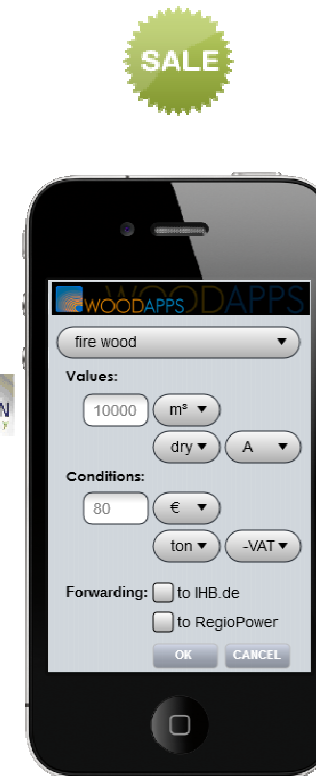 SALE
WOODAPPS
fire wood
Values:
10000 m³
dry A
Conditions:
80 €
ton -VAT
Forwarding: to IHB.de
to RegioPower
OK CANCEL